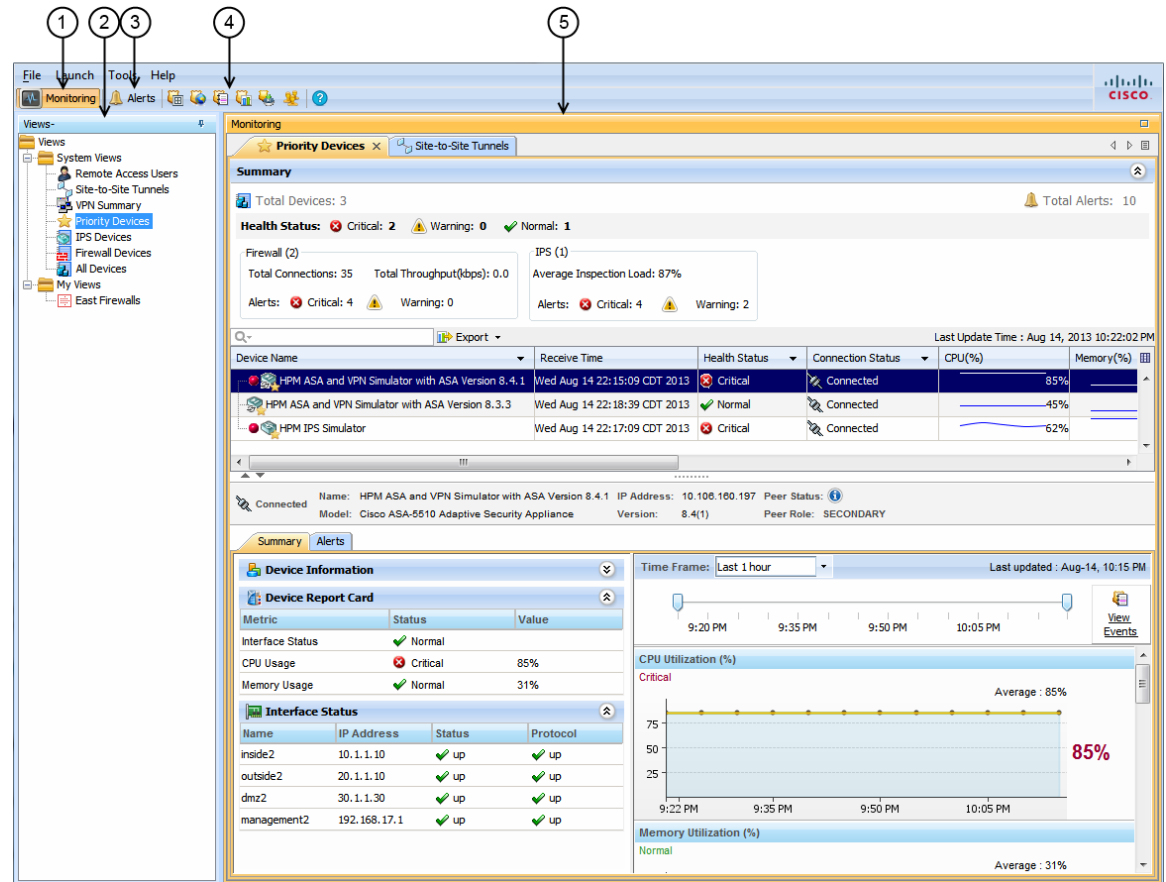 1 2 3 4 5
File Launch Tools Help
Monitoring Alerts
CISCO
Views-
Views
System Views
Remote Access Users
Site-to-Site Tunnels
VPN Summary
Priority Devices
IPS Devices
Firewall Devices
All Devices
My Views
East Firewalls
Monitoring
Priority Devices Site-to-Site Tunnels
Summary
Total Devices: 3 Total Alerts: 10
Health Status: Critical: 2 Warning: 0 Normal: 1
Firewall (2)
Total Connections: 35 Total Throughput(kbps): 0.0
Alerts: Critical: 4 Warning: 0
IPS (1)
Average Inspection Load: 87%
Alerts: Critical: 4 Warning: 2
Export Last Update Time : Aug 14, 2013 10:22:02 PM
Device Name Receive Time Health Status Connection Status CPU(%) Memory(%)
HPM ASA and VPN Simulator with ASA Version 8.4.1 Wed Aug 14 22:15:09 CDT 2013 Critical Connected 85%
HPM ASA and VPN Simulator with ASA Version 8.3.3 Wed Aug 14 22:18:39 CDT 2013 Normal Connected 45%
HPM IPS Simulator Wed Aug 14 22:17:09 CDT 2013 Critical Connected 62%
Connected
Name: HPM ASA and VPN Simulator with ASA Version 8.4.1 IP Address: 10.106.160.197 Peer Status:
Model: Cisco ASA-5510 Adaptive Security Appliance Version: 8.4(1) Peer Role: SECONDARY
Summary Alerts
Device Information
Device Report Card
Metric Status Value
Interface Status Normal
CPU Usage Critical 85%
Memory Usage Normal 31%
Interface Status
Name IP Address Status Protocol
inside2 10.1.1.10 up up
outside2 20.1.1.10 up up
dmz2 30.1.1.30 up up
management2 192.168.17.1 up up
Time Frame: Last 1 hour Last updated : Aug-14, 10:15 PM
9:20 PM 9:35 PM 9:50 PM 10:05 PM
View
Events
CPU Utilization (%)
Critical
Average : 85%
75
50
25
85%
9:22 PM 9:35 PM 9:50 PM 10:05 PM
Memory Utilization (%)
Normal
Average : 31%